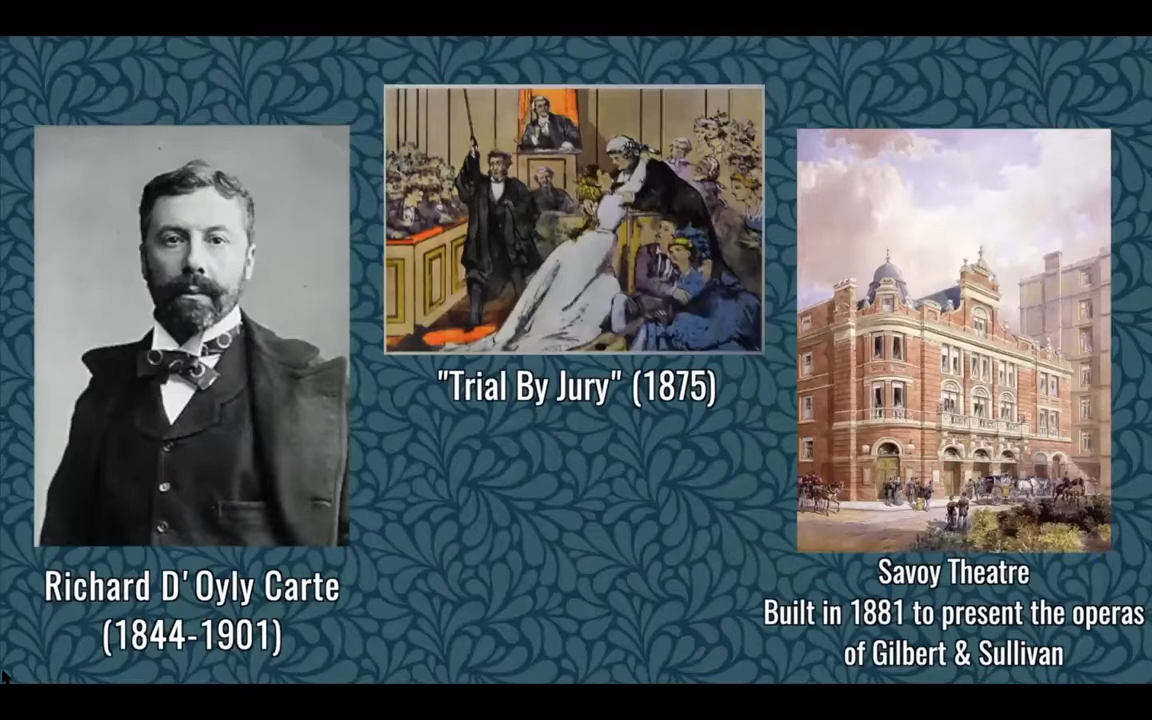 "Trial By Jury" (1875)
Richard D'Oyly Carte
(1844-1901)
Savoy Theatre
Built in 1881 to present the operas
of Gilbert & Sullivan